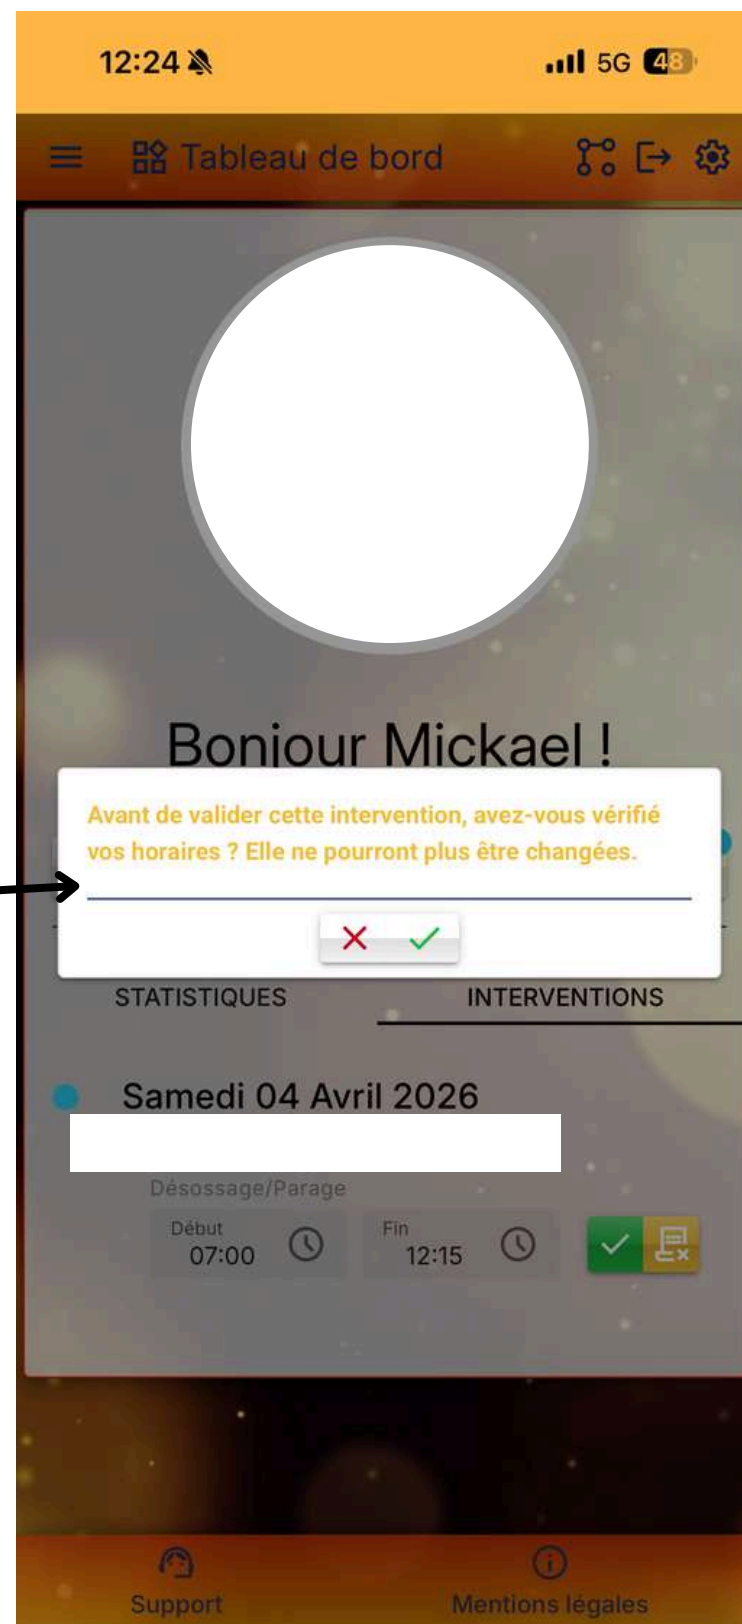 12:24
5G 48
Tableau de bord
Bonjour Mickael !
Avant de valider cette intervention, avez-vous vérifié
vos horaires ? Elle ne pourront plus être changées.
STATISTIQUES
INTERVENTIONS
Samedi 04 Avril 2026
Désossage/Parage
Début
07:00
Fin
12:15
Support
Mentions légales